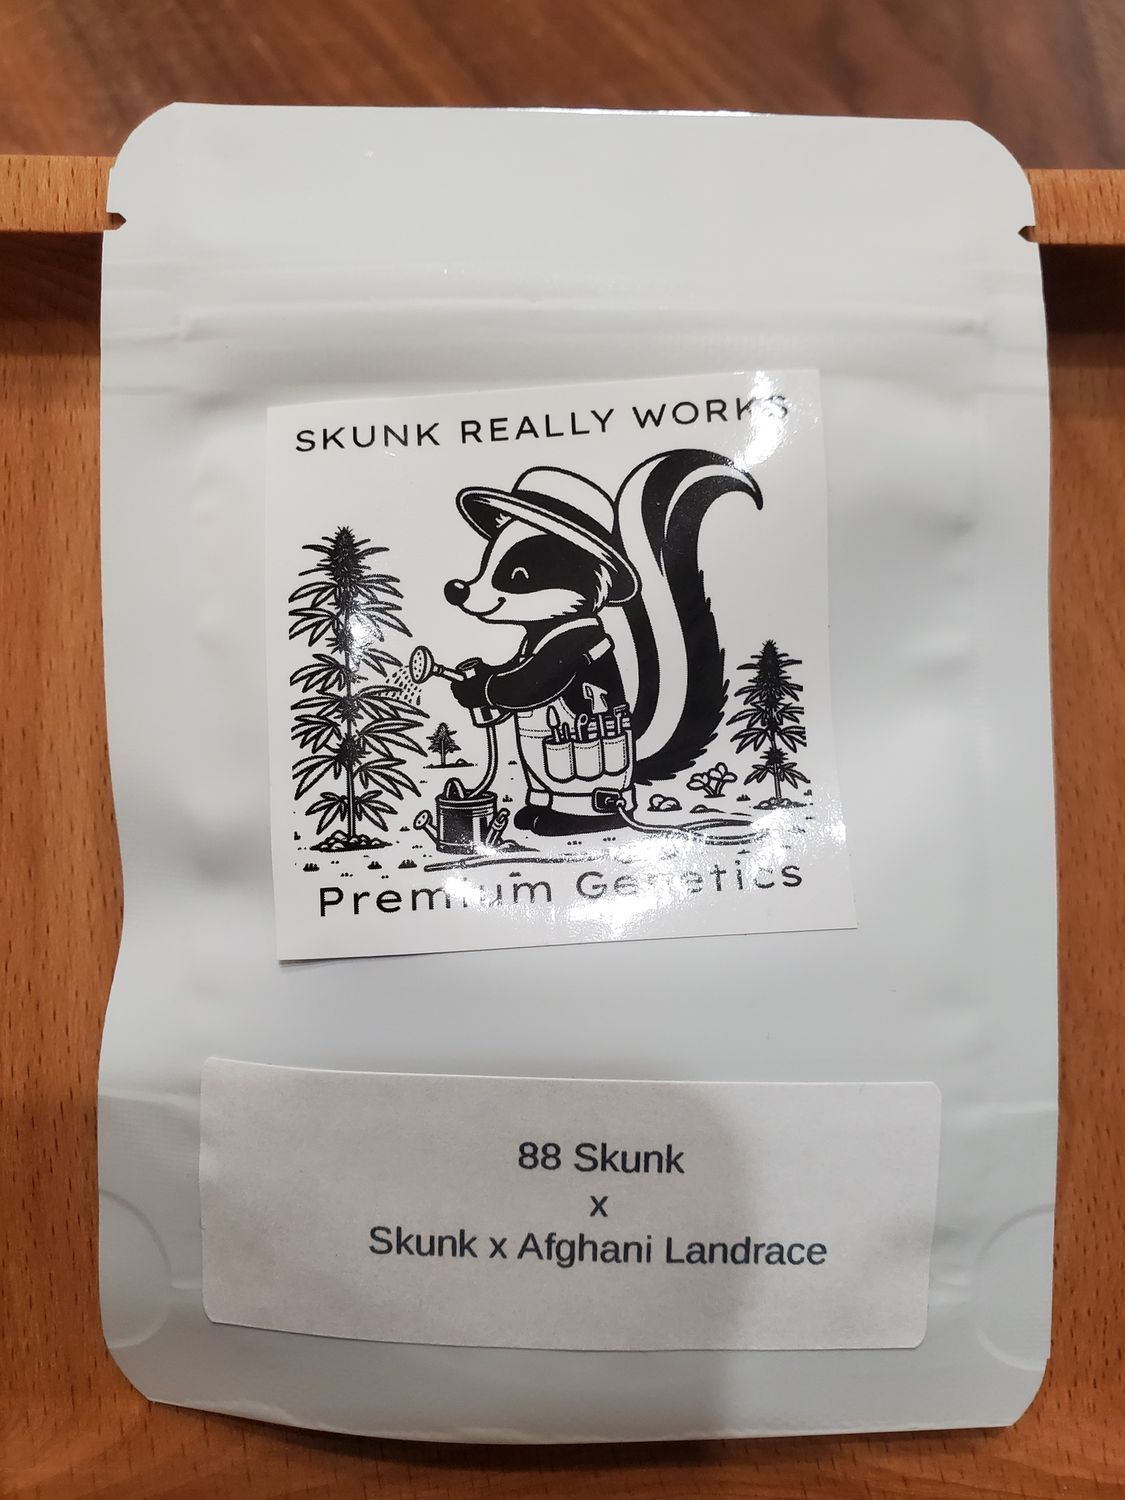 SKUNK REALLY WORKS
Premium Genetics
88 Skunk
x
Skunk x Afghani Landrace